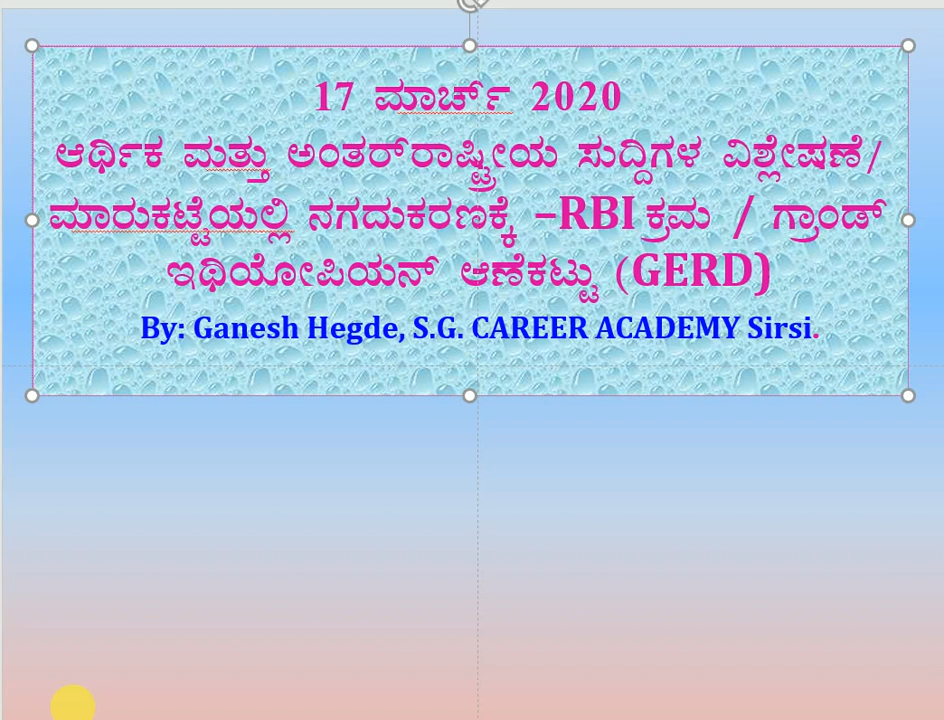 17 ಮಾರ್ಚ್ 2020
ಆರ್ಥಿಕ ಮತ್ತು ಅಂತರ್‌ರಾಷ್ಟ್ರೀಯ ಸುದ್ದಿಗಳ ವಿಶ್ಲೇಷಣೆ/
ಮಾರುಕಟ್ಟೆಯಲ್ಲಿ ನಗದುಕರಣಕ್ಕೆ –RBI ಕ್ರಮ / ಗ್ರಾಂಡ್
ಇಥಿಯೋಪಿಯನ್ ಆಣೆಕಟ್ಟು (GERD)
By: Ganesh Hegde, S.G. CAREER ACADEMY Sirsi.